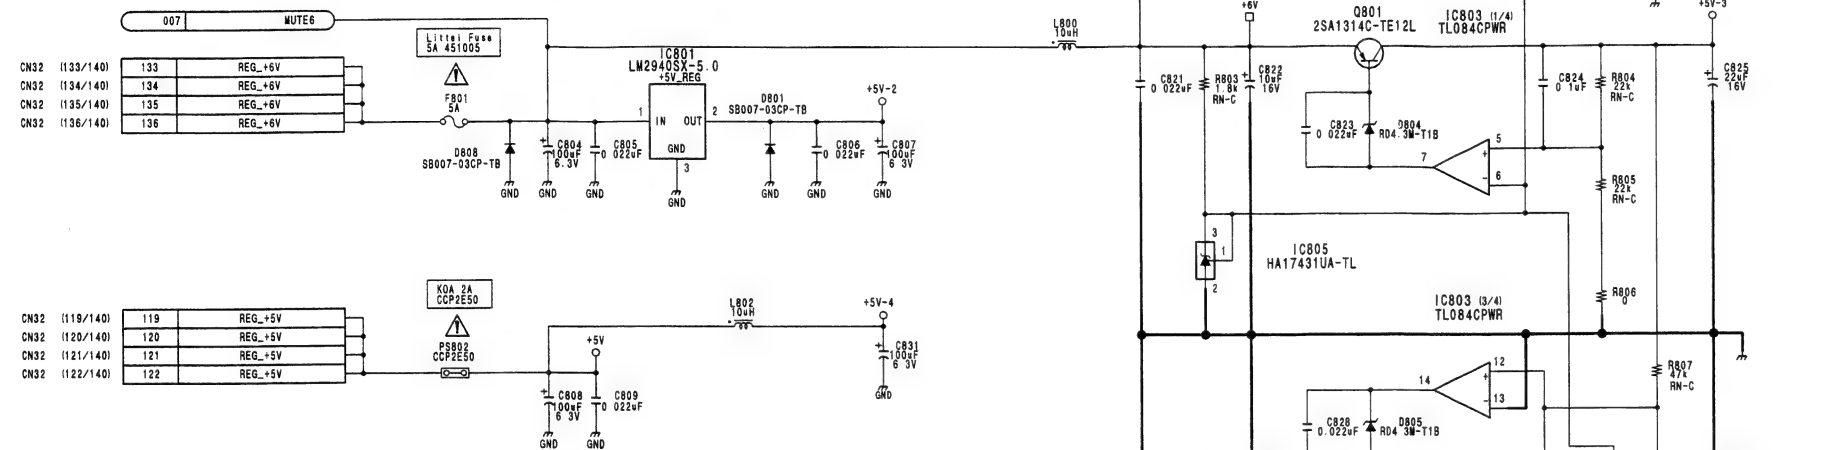 007 MUTE6
Littel Fuse
5A 451005
CN32 (133/140) 133 REG_+6V
CN32 (134/140) 134 REG_+6V
CN32 (135/140) 135 REG_+6V
CN32 (136/140) 136 REG_+6V
F801
5A
IC801
LM2940SX-5.0
+5V_REG
1 IN OUT 2
GND
3
D808
SB007-03CP-TB
C804
100uF
6.3V
C805
0 022uF
D801
SB007-03CP-TB
C806
0 022uF
+5V-2
C807
100uF
6 3V
GND GND GND GND GND GND GND
L800
10uH
+6V
Q801
2SA1314C-TE12L
IC803 (1/4)
TL084CPWR
+5V-3
C821
0 022uF
R803
1.8k
RN-C
C822
10uF
16V
C824
0 1uF
R804
22k
RN-C
C825
22uF
16V
C823
0 022uF
D804
RD4.3M-T1B
7 5
+
6
-
R805
22k
RN-C
3
1
2
IC805
HA17431UA-TL
R806
0
IC803 (3/4)
TL084CPWR
KOA 2A
CCP2E50
CN32 (119/140) 119 REG_+5V
CN32 (120/140) 120 REG_+5V
CN32 (121/140) 121 REG_+5V
CN32 (122/140) 122 REG_+5V
PS802
CCP2E50
+5V
L802
10uH
+5V-4
C831
100uF
6 3V
GND
C808
100uF
6 3V
C809
0 022uF
GND GND
14 12
+
13
-
R807
47k
RN-C
C828
0.022uF
D805
RD4 3M-T1B